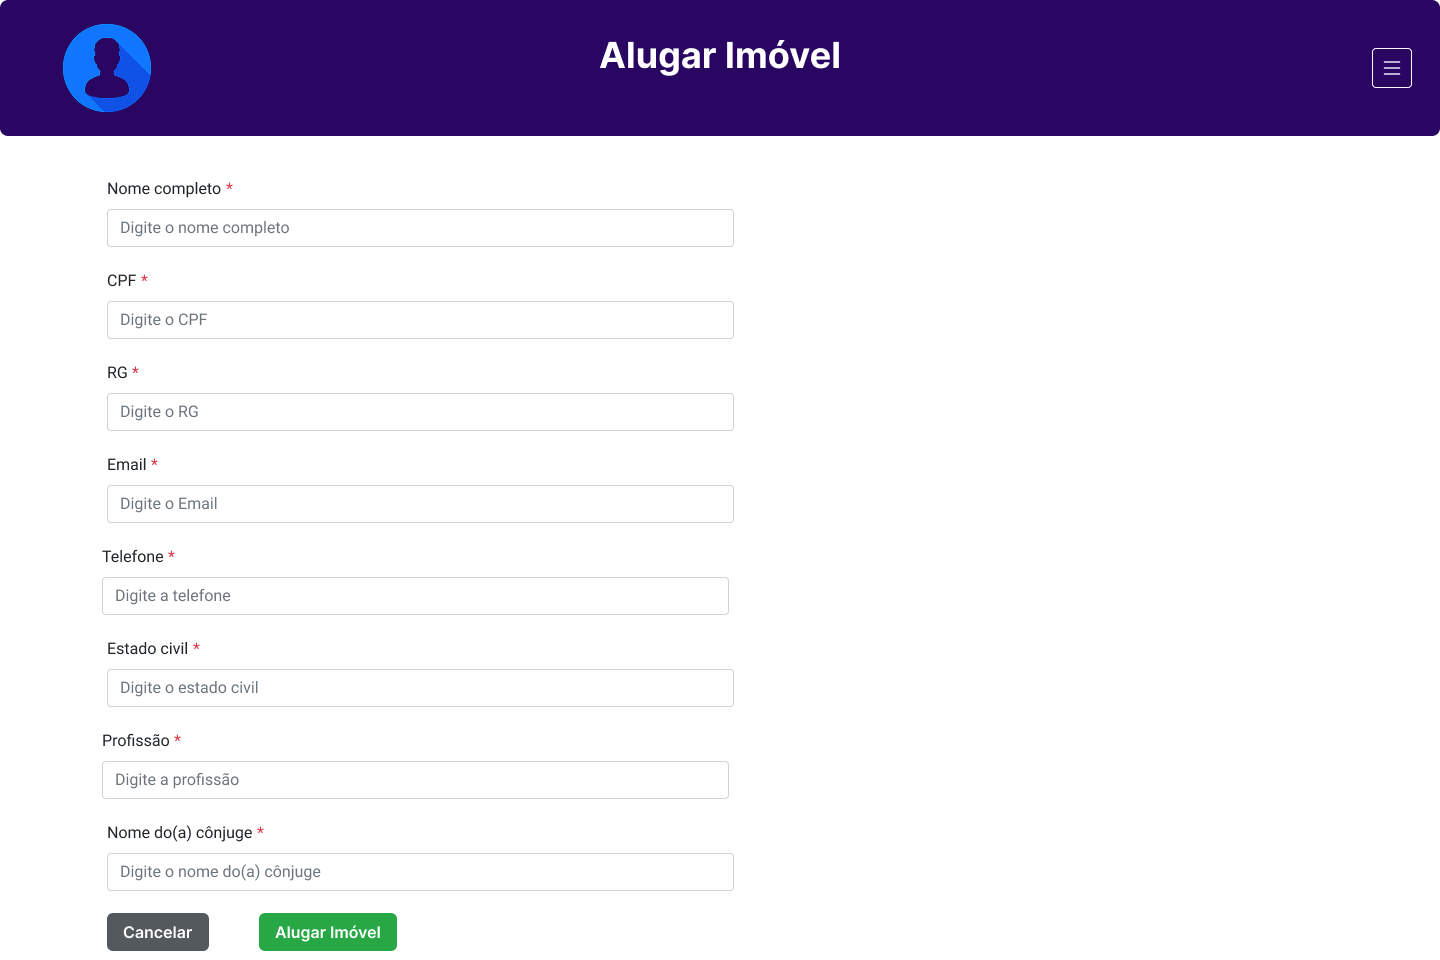 Alugar Imóvel
Nome completo *
Digite o nome completo
CPF *
Digite o CPF
RG *
Digite o RG
Email *
Digite o Email
Telefone *
Digite a telefone
Estado civil *
Digite o estado civil
Profissão *
Digite a profissão
Nome do(a) cônjuge *
Digite o nome do(a) cônjuge
Cancelar Alugar Imóvel